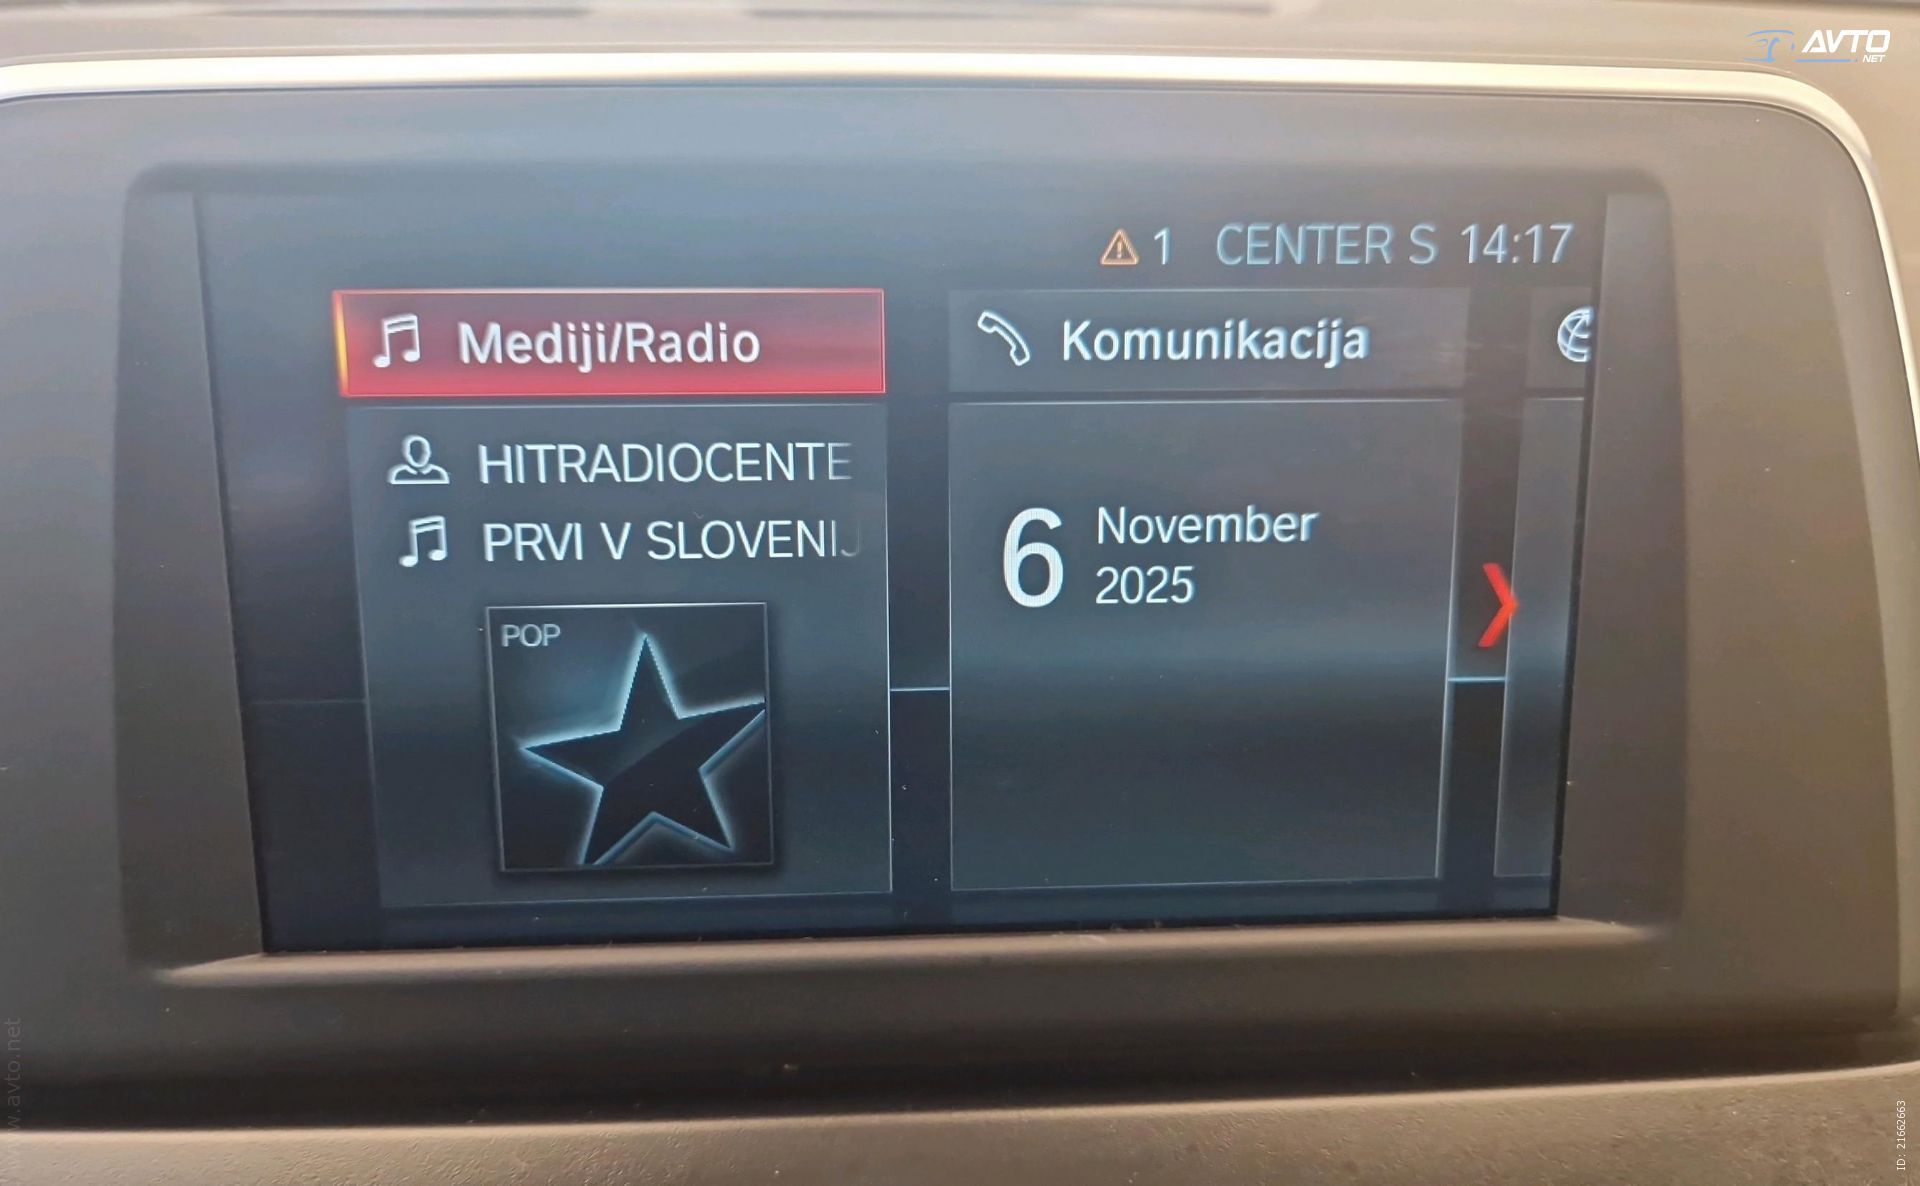 AVTO
NET
1 CENTER S 14:17
Mediji/Radio
Komunikacija
HITRADIOCENTE
PRVI V SLOVENIJ
POP
6 November
2025
w.avto.net
ID: 21662663